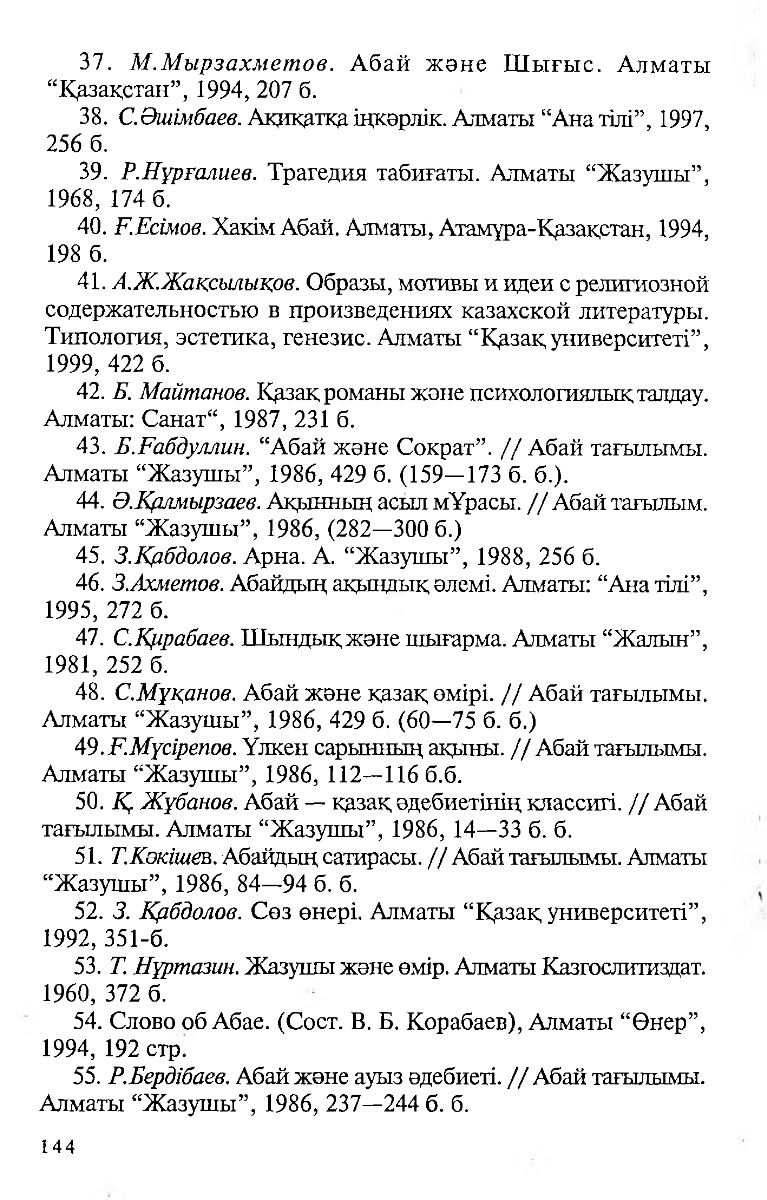 37. М.Мырзахметов. Абай және Шығыс. Алматы
“Қазақстан”, 1994, 207 б.
38. С.Әшімбаев. Ақиқатқа іңкәрлік. Алматы “Ана тілі”, 1997,
256 б.
39. Р.Нұрғалиев. Трагедия табиғаты. Алматы “Жазушы”,
1968, 174 б.
40. Ғ.Есімов. Хакім Абай. Алматы, Атамұра-Қазақстан, 1994,
198 б.
41. А.Ж.Жақсылықов. Образы, мотивы и идеи с религиозной
содержательностью в произведениях казахской литературы.
Типология, эстетика, генезис. Алматы “Қазақ университеті”,
1999, 422 б.
42. Б. Майтанов. Қазақ романы және психологиялық талдау.
Алматы: Санат“, 1987, 231 б.
43. Б.Ғабдуллин. “Абай және Сократ”. // Абай тағылымы.
Алматы “Жазушы”, 1986, 429 б. (159—173 б. б.).
44. Ә.Қалмырзаев. Ақынның асыл мҰрасы. // Абай тағылым.
Алматы “Жазушы”, 1986, (282—300 б.)
45. З.Қабдолов. Арна. А. “Жазушы”, 1988, 256 б.
46. З.Ахметов. Абайдың ақындық әлемі. Алматы: “Ана тілі”,
1995, 272 б.
47. С.Қирабаев. Шындық және шығарма. Алматы “Жалын”,
1981, 252 б.
48. С.Мұқанов. Абай және қазақ өмірі. // Абай тағылымы.
Алматы “Жазушы”, 1986, 429 б. (60—75 б. б.)
49. Ғ.Мүсірепов. Үлкен сарынның ақыны. // Абай тағылымы.
Алматы “Жазушы”, 1986, 112—116 б.б.
50. Қ. Жұбанов. Абай — қазақ әдебиетінің классигі. // Абай
тағылымы. Алматы “Жазушы”, 1986, 14—33 б. б.
51. Т.Кәкішев. Абайдың сатирасы. // Абай тағылымы. Алматы
“Жазушы”, 1986, 84—94 б. б.
52. З. Қабдолов. Сөз өнері. Алматы “Қазақ университеті”,
1992, 351-б.
53. Т. Нұртазин. Жазушы және өмір. Алматы Казгослитиздат.
1960, 372 б.
54. Слово об Абае. (Сост. В. Б. Корабаев), Алматы “Өнер”,
1994, 192 стр.
55. Р.Бердібаев. Абай және ауыз әдебиеті. // Абай тағылымы.
Алматы “Жазушы”, 1986, 237—244 б. б.
144